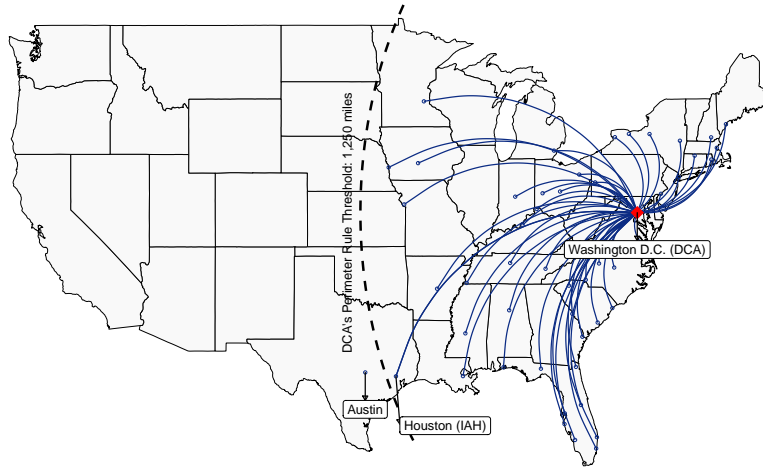 DCA's Perimeter Rule Threshold: 1,250 miles
Washington D.C. (DCA)
Austin
Houston (IAH)